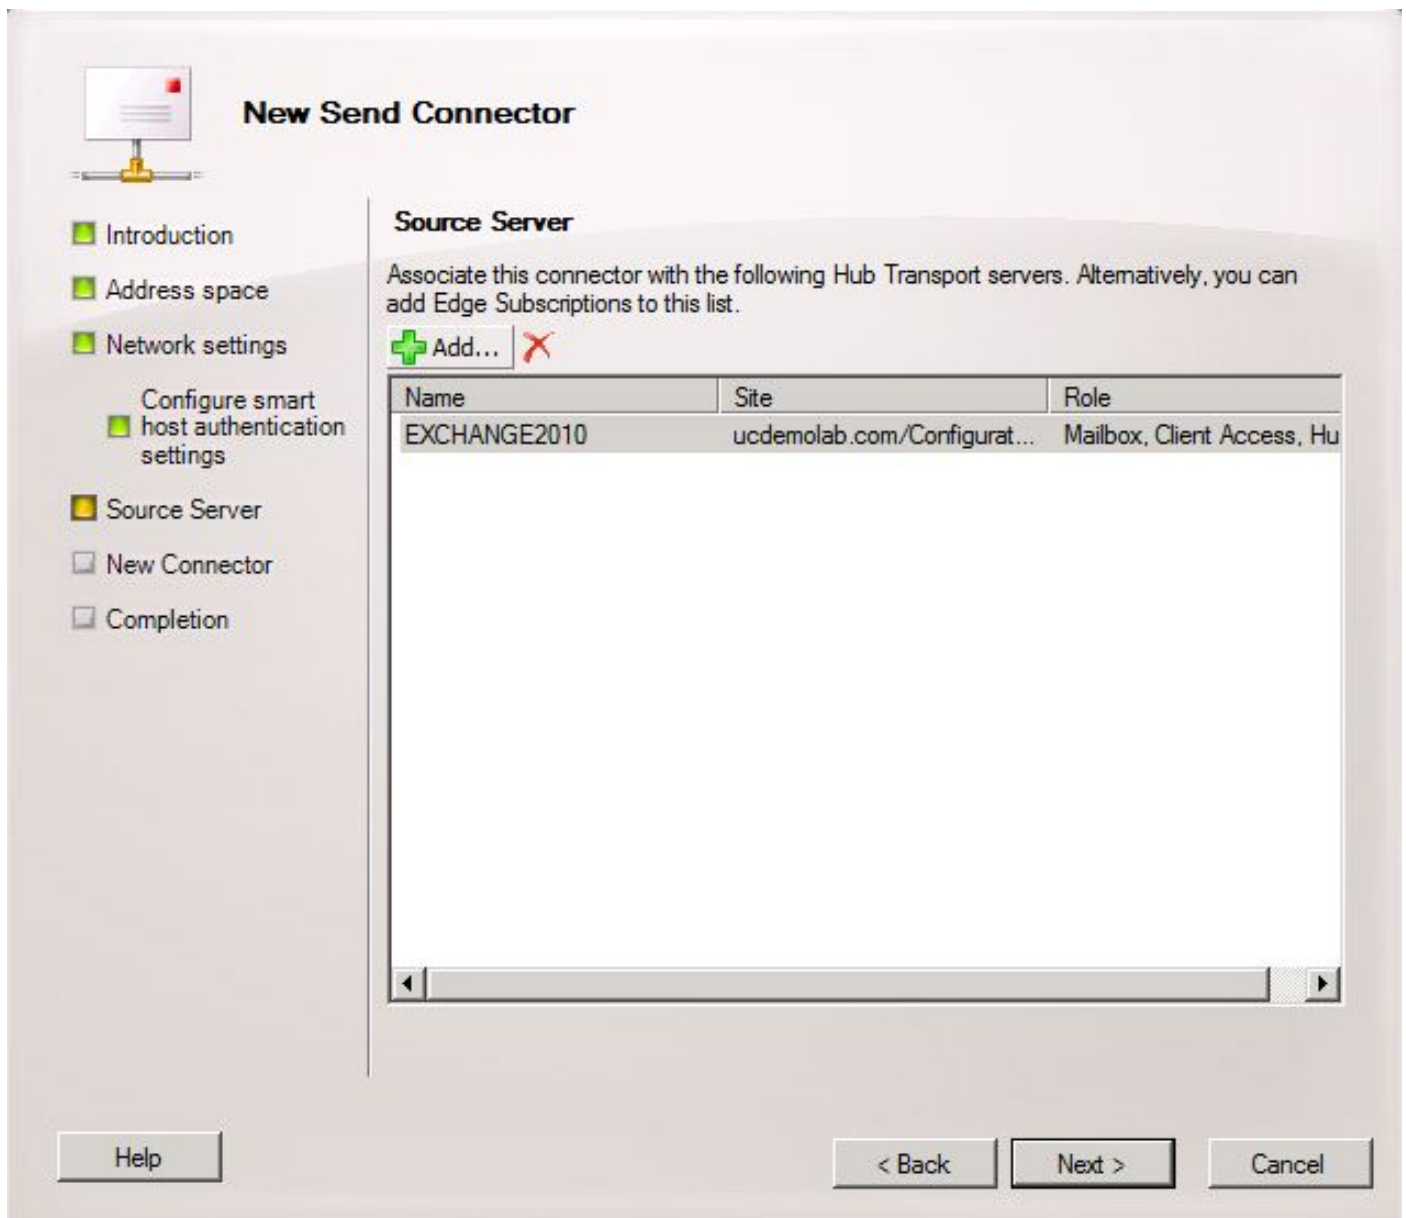 New Send Connector
Introduction
Address space
Network settings
Configure smart
host authentication
settings
Source Server
New Connector
Completion
Source Server
Associate this connector with the following Hub Transport servers. Alternatively, you can
add Edge Subscriptions to this list.
Add...
Name Site Role
EXCHANGE2010 ucdemolab.com/Configurat... Mailbox, Client Access, Hu
Help < Back Next > Cancel